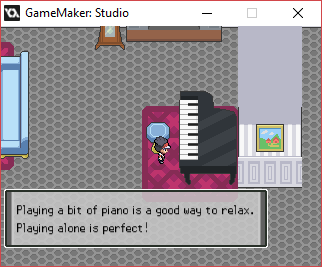 GameMaker: Studio
Playing a bit of piano is a good way to relax.
Playing alone is perfect!